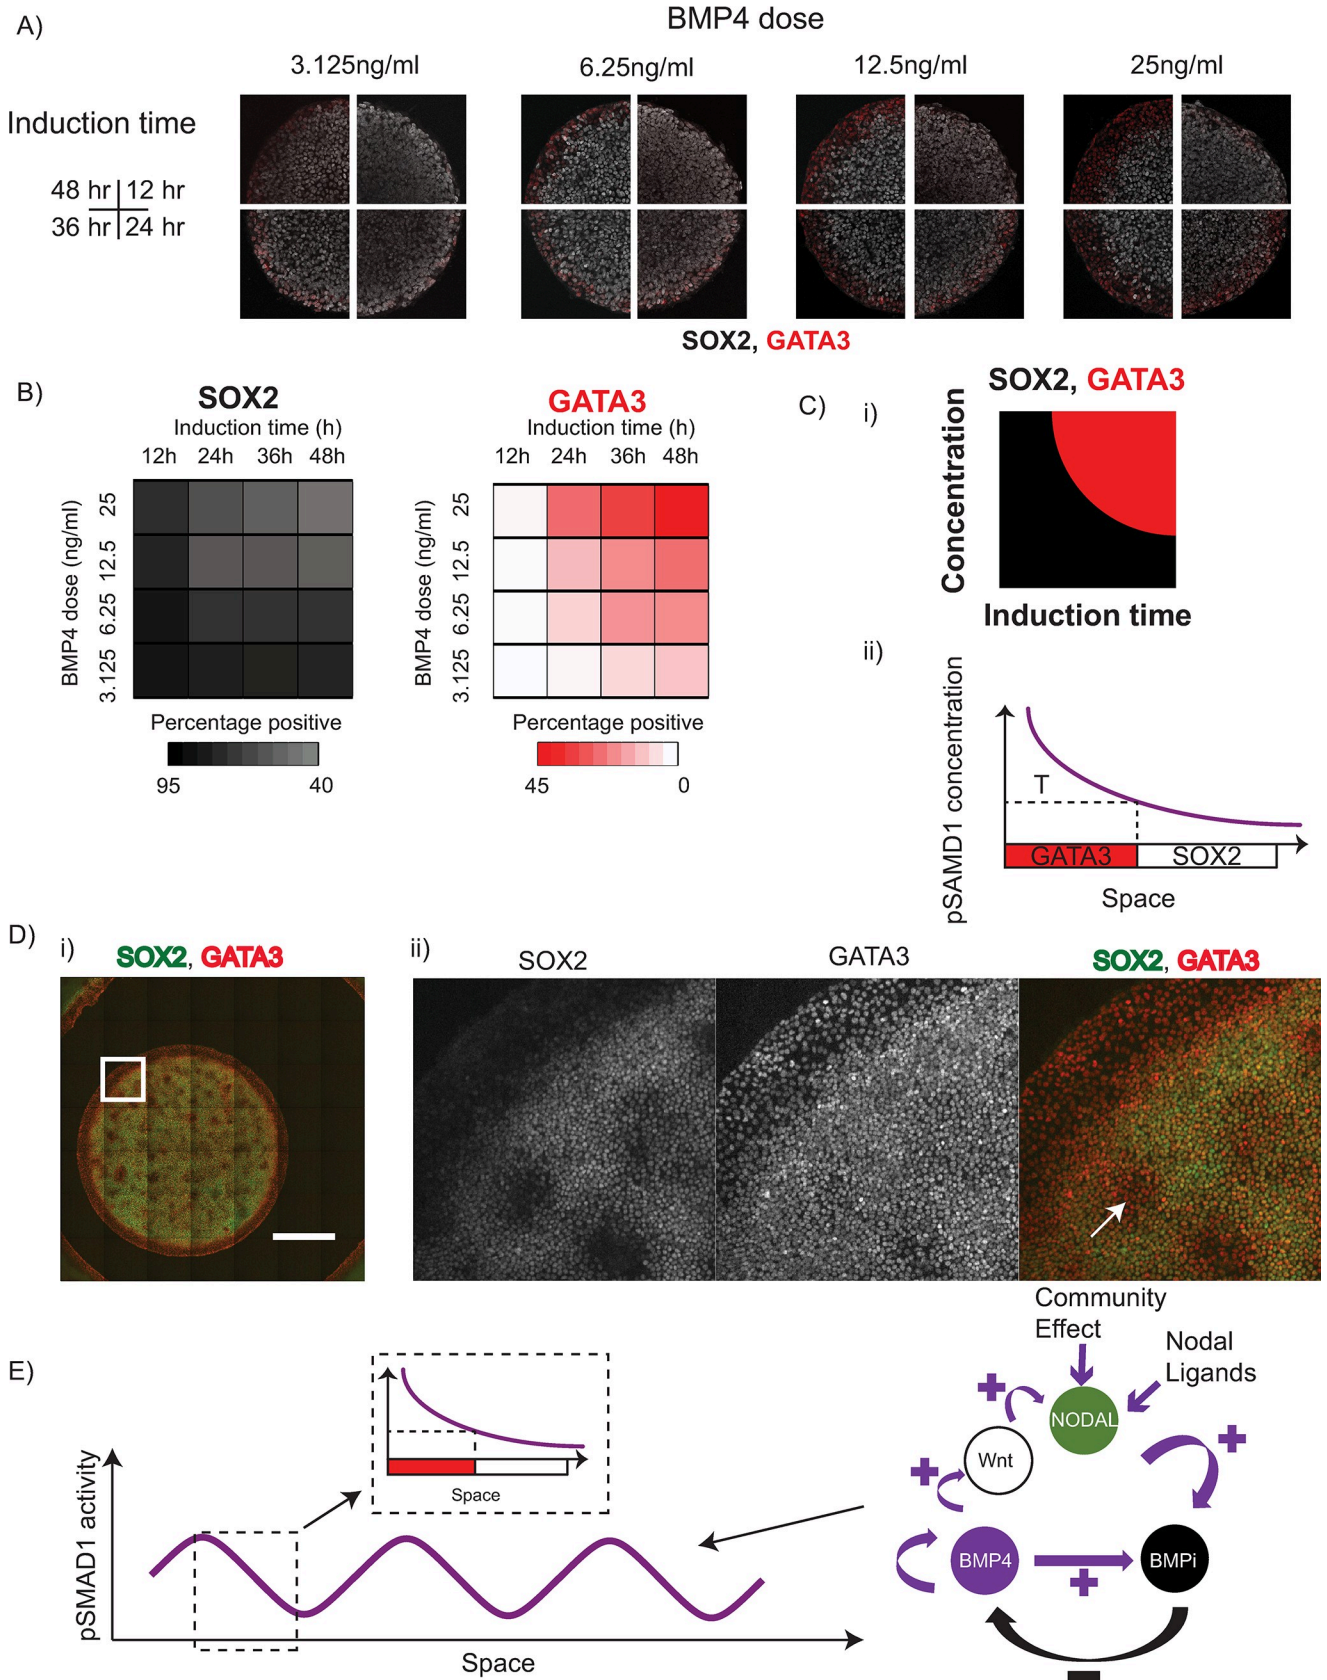 A)
BMP4 dose
3.125ng/ml 6.25ng/ml 12.5ng/ml 25ng/ml
Induction time
48 hr 12 hr
36 hr 24 hr
SOX2, GATA3
B)
SOX2
Induction time (h)
12h 24h 36h 48h
BMP4 dose (ng/ml)
25
12.5
6.25
3.125
Percentage positive
95 40
GATA3
Induction time (h)
12h 24h 36h 48h
BMP4 dose (ng/ml)
25
12.5
6.25
3.125
Percentage positive
45 0
C)
i)
SOX2, GATA3
Concentration
Induction time
ii)
pSAMD1 concentration
T
GATA3 SOX2
Space
D)
i)
SOX2, GATA3
ii)
SOX2 GATA3 SOX2, GATA3
E)
pSMAD1 activity
Space
Space
Community
Effect
Nodal
Ligands
NODAL
Wnt
BMP4
BMPi